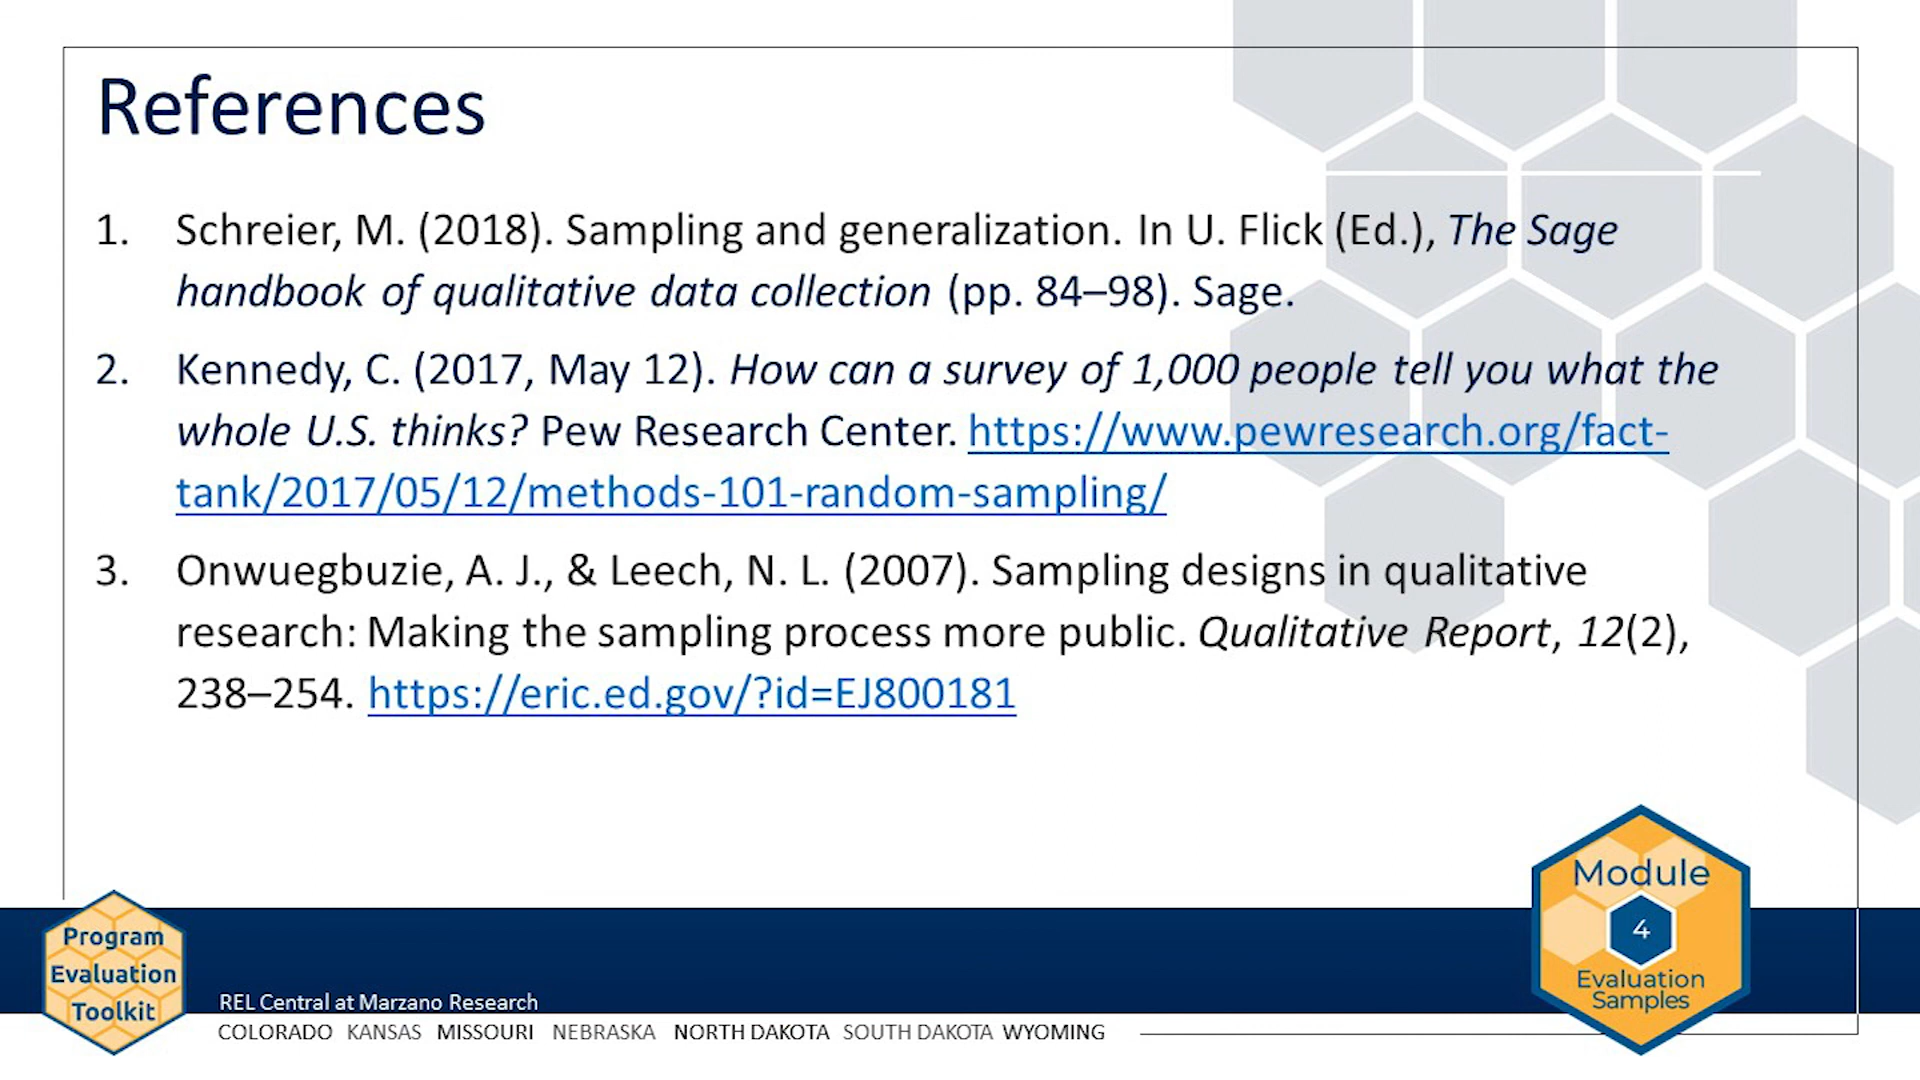 References
1. Schreier, M. (2018). Sampling and generalization. In U. Flick (Ed.), The Sage
handbook of qualitative data collection (pp. 84–98). Sage.
2. Kennedy, C. (2017, May 12). How can a survey of 1,000 people tell you what the
whole U.S. thinks? Pew Research Center. https://www.pewresearch.org/fact-
tank/2017/05/12/methods-101-random-sampling/
3. Onwuegbuzie, A. J., & Leech, N. L. (2007). Sampling designs in qualitative
research: Making the sampling process more public. Qualitative Report, 12(2),
238–254. https://eric.ed.gov/?id=EJ800181
Module
4
Evaluation
Samples
Program
Evaluation
Toolkit
REL Central at Marzano Research
COLORADO KANSAS MISSOURI NEBRASKA NORTH DAKOTA SOUTH DAKOTA WYOMING